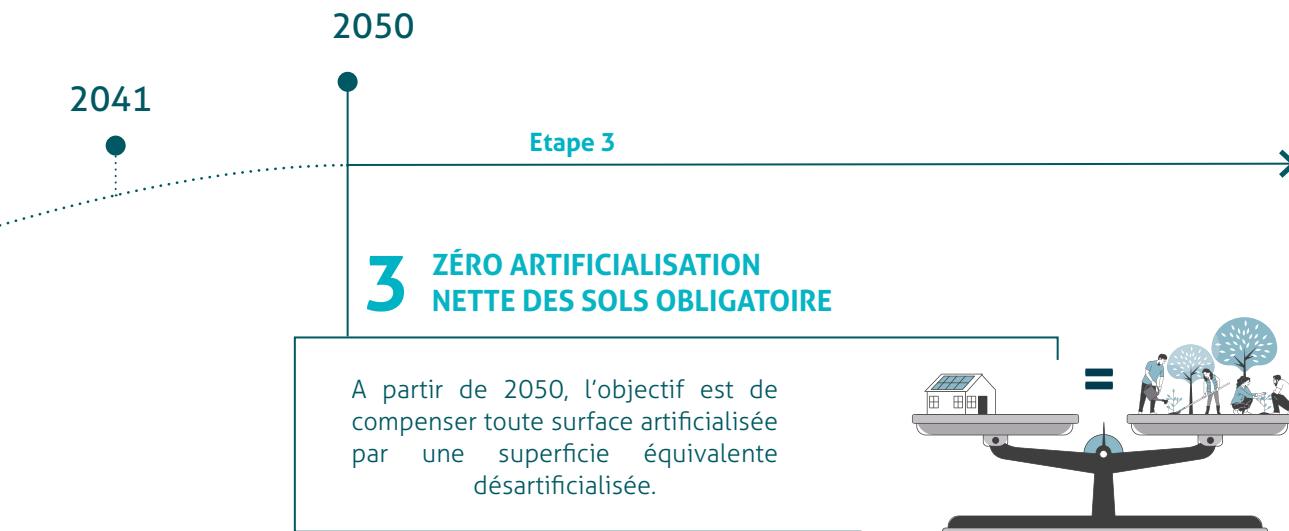 2050
2041
Etape 3
3 ZÉRO ARTIFICIALISATION
NETTE DES SOLS OBLIGATOIRE
A partir de 2050, l'objectif est de
compenser toute surface artificialisée
par une superficie équivalente
désartificialisée.
=